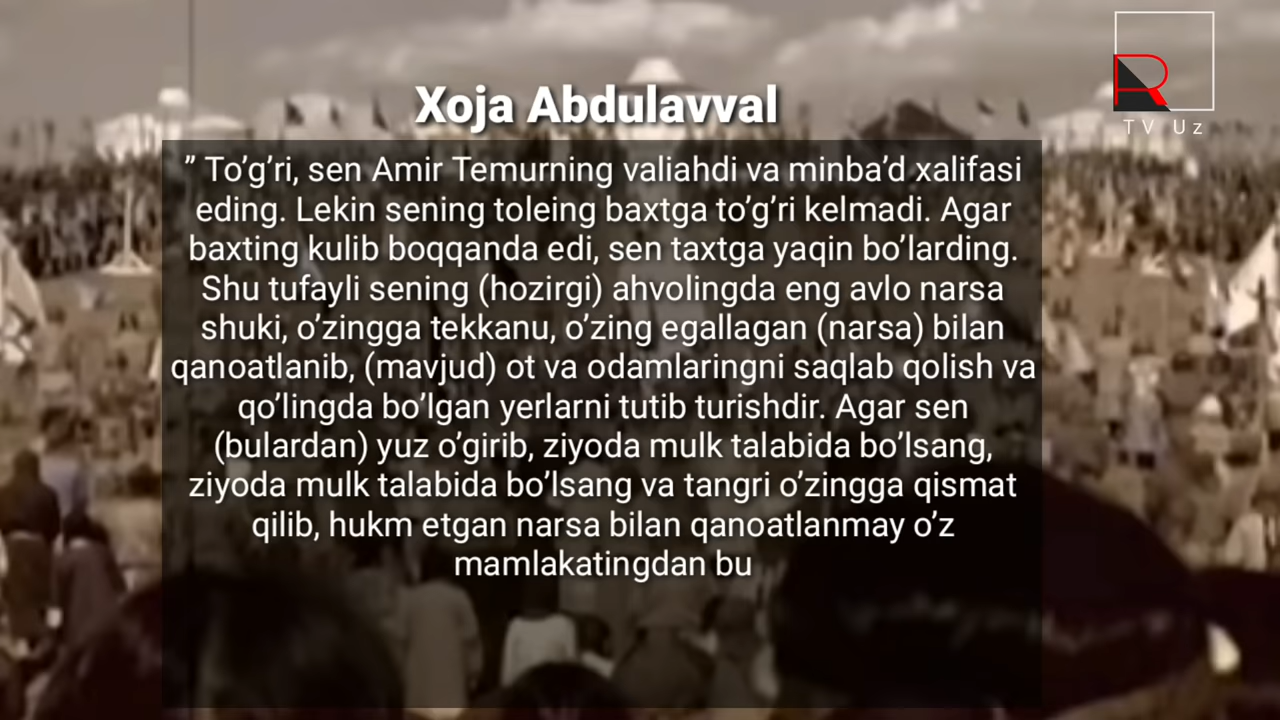 R
TV Uz
Xoja Abdulavval
” To’g’ri, sen Amir Temurning valiahdi va minba’d xalifasi
eding. Lekin sening toleing baxtga to’g’ri kelmadi. Agar
baxting kulib boqqanda edi, sen taxtga yaqin bo’larding.
Shu tufayli sening (hozirgi) ahvolingda eng avlo narsa
shuki, o’zingga tekkanu, o’zing egallagan (narsa) bilan
qanoatlanib, (mavjud) ot va odamlaringni saqlab qolish va
qo’lingda bo’lgan yerlarni tutib turishdir. Agar sen
(bulardan) yuz o’girib, ziyoda mulk talabida bo’lsang,
ziyoda mulk talabida bo’lsang va tangri o’zingga qismat
qilib, hukm etgan narsa bilan qanoatlanmay o’z
mamlakatingdan bu